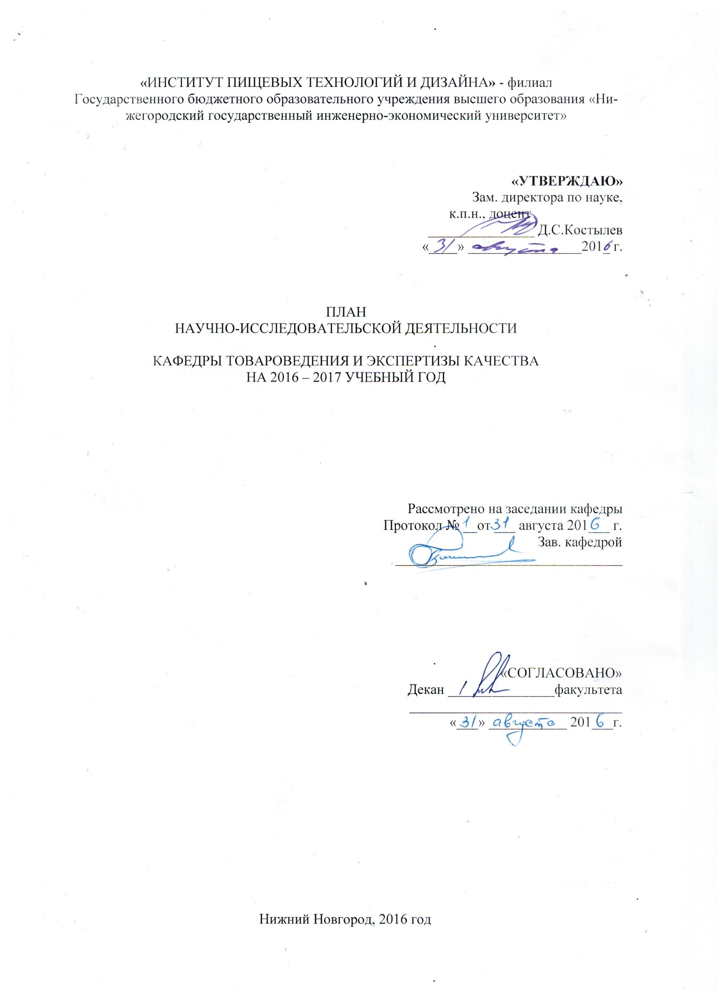 «ИНСТИТУТ ПИЩЕВЫХ ТЕХНОЛОГИЙ И ДИЗАЙНА» - филиал
Государственного бюджетного образовательного учреждения высшего образования «Ни-
жегородский государственный инженерно-экономический университет»
«УТВЕРЖДАЮ»
Зам. директора по науке,
к.п.н., доцент
Д.С.Костылев
«31» августа 2016 г.
ПЛАН
НАУЧНО-ИССЛЕДОВАТЕЛЬСКОЙ ДЕЯТЕЛЬНОСТИ
КАФЕДРЫ ТОВАРОВЕДЕНИЯ И ЭКСПЕРТИЗЫ КАЧЕСТВА
НА 2016 – 2017 УЧЕБНЫЙ ГОД
Рассмотрено на заседании кафедры
Протокол № 1 от 31 августа 2016 г.
Зав. кафедрой
«СОГЛАСОВАНО»
Декан факультета
«31» августа 2016 г.
Нижний Новгород, 2016 год